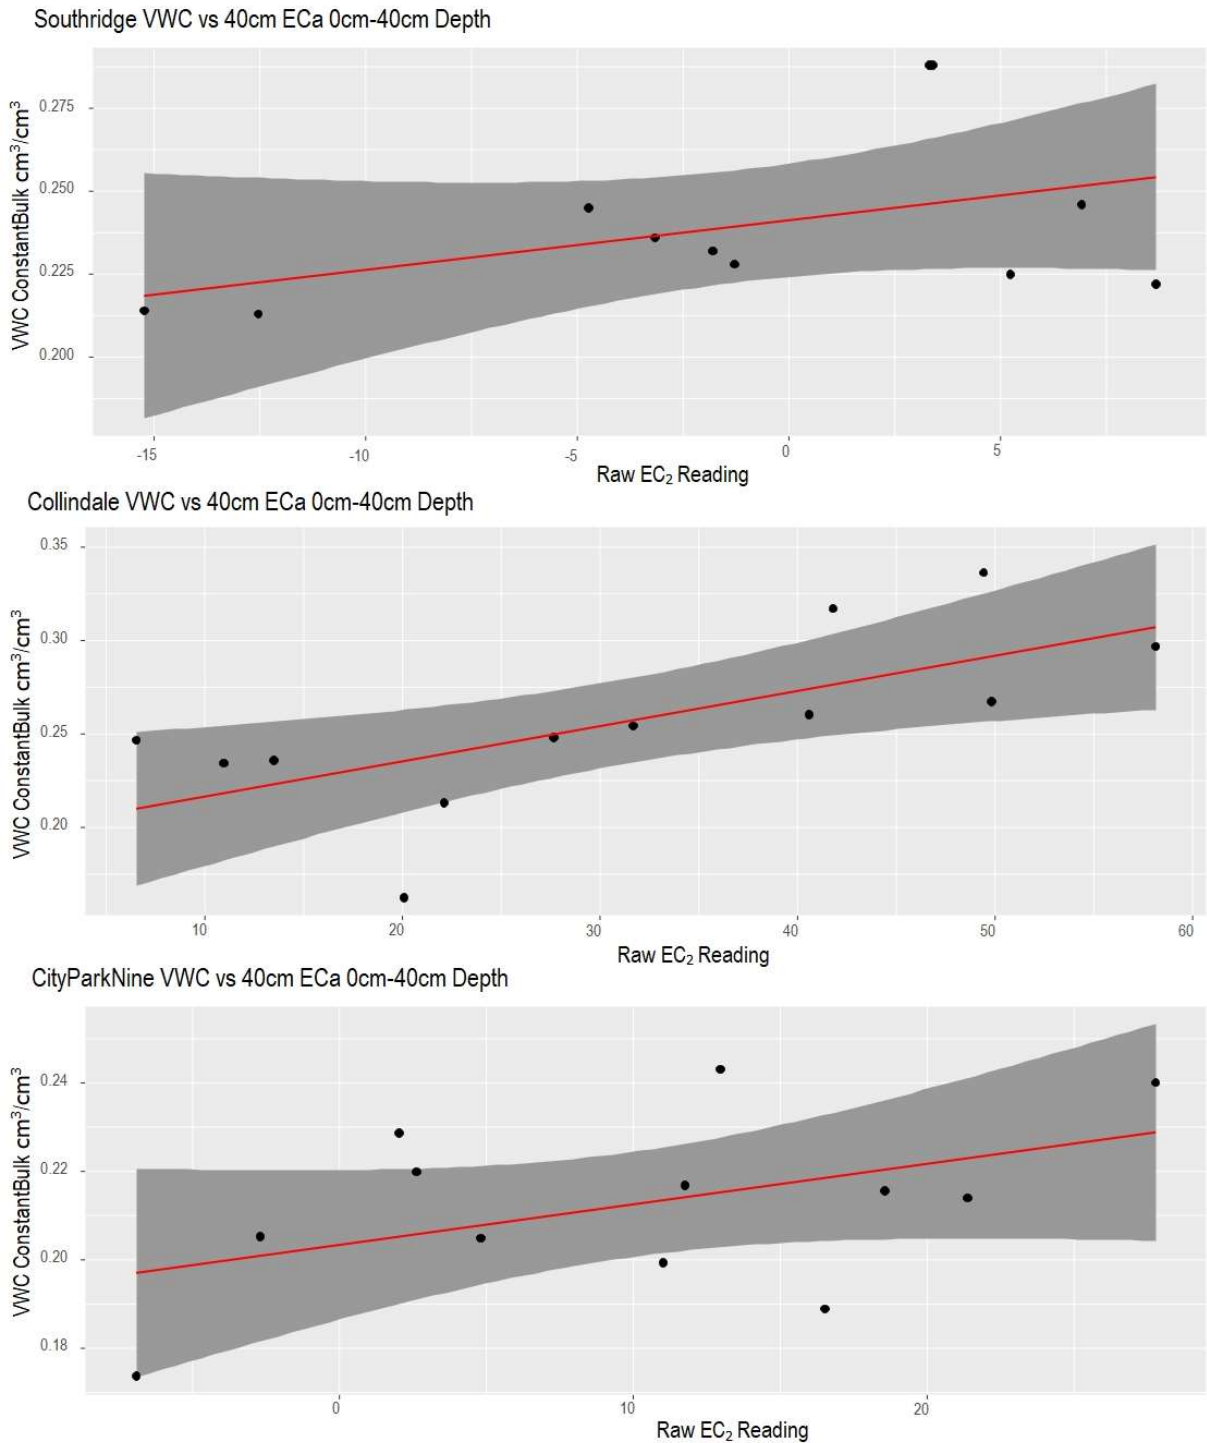 Southridge VWC vs 40cm ECa 0cm-40cm Depth
VWC ConstantBulk cm³/cm³
0.275
0.250
0.225
0.200
-15 -10 -5 0 5
Raw EC₂ Reading
Collindale VWC vs 40cm ECa 0cm-40cm Depth
VWC ConstantBulk cm³/cm³
0.35
0.30
0.25
0.20
10 20 30 40 50 60
Raw EC₂ Reading
CityParkNine VWC vs 40cm ECa 0cm-40cm Depth
VWC ConstantBulk cm³/cm³
0.24
0.22
0.20
0.18
0 10 20
Raw EC₂ Reading